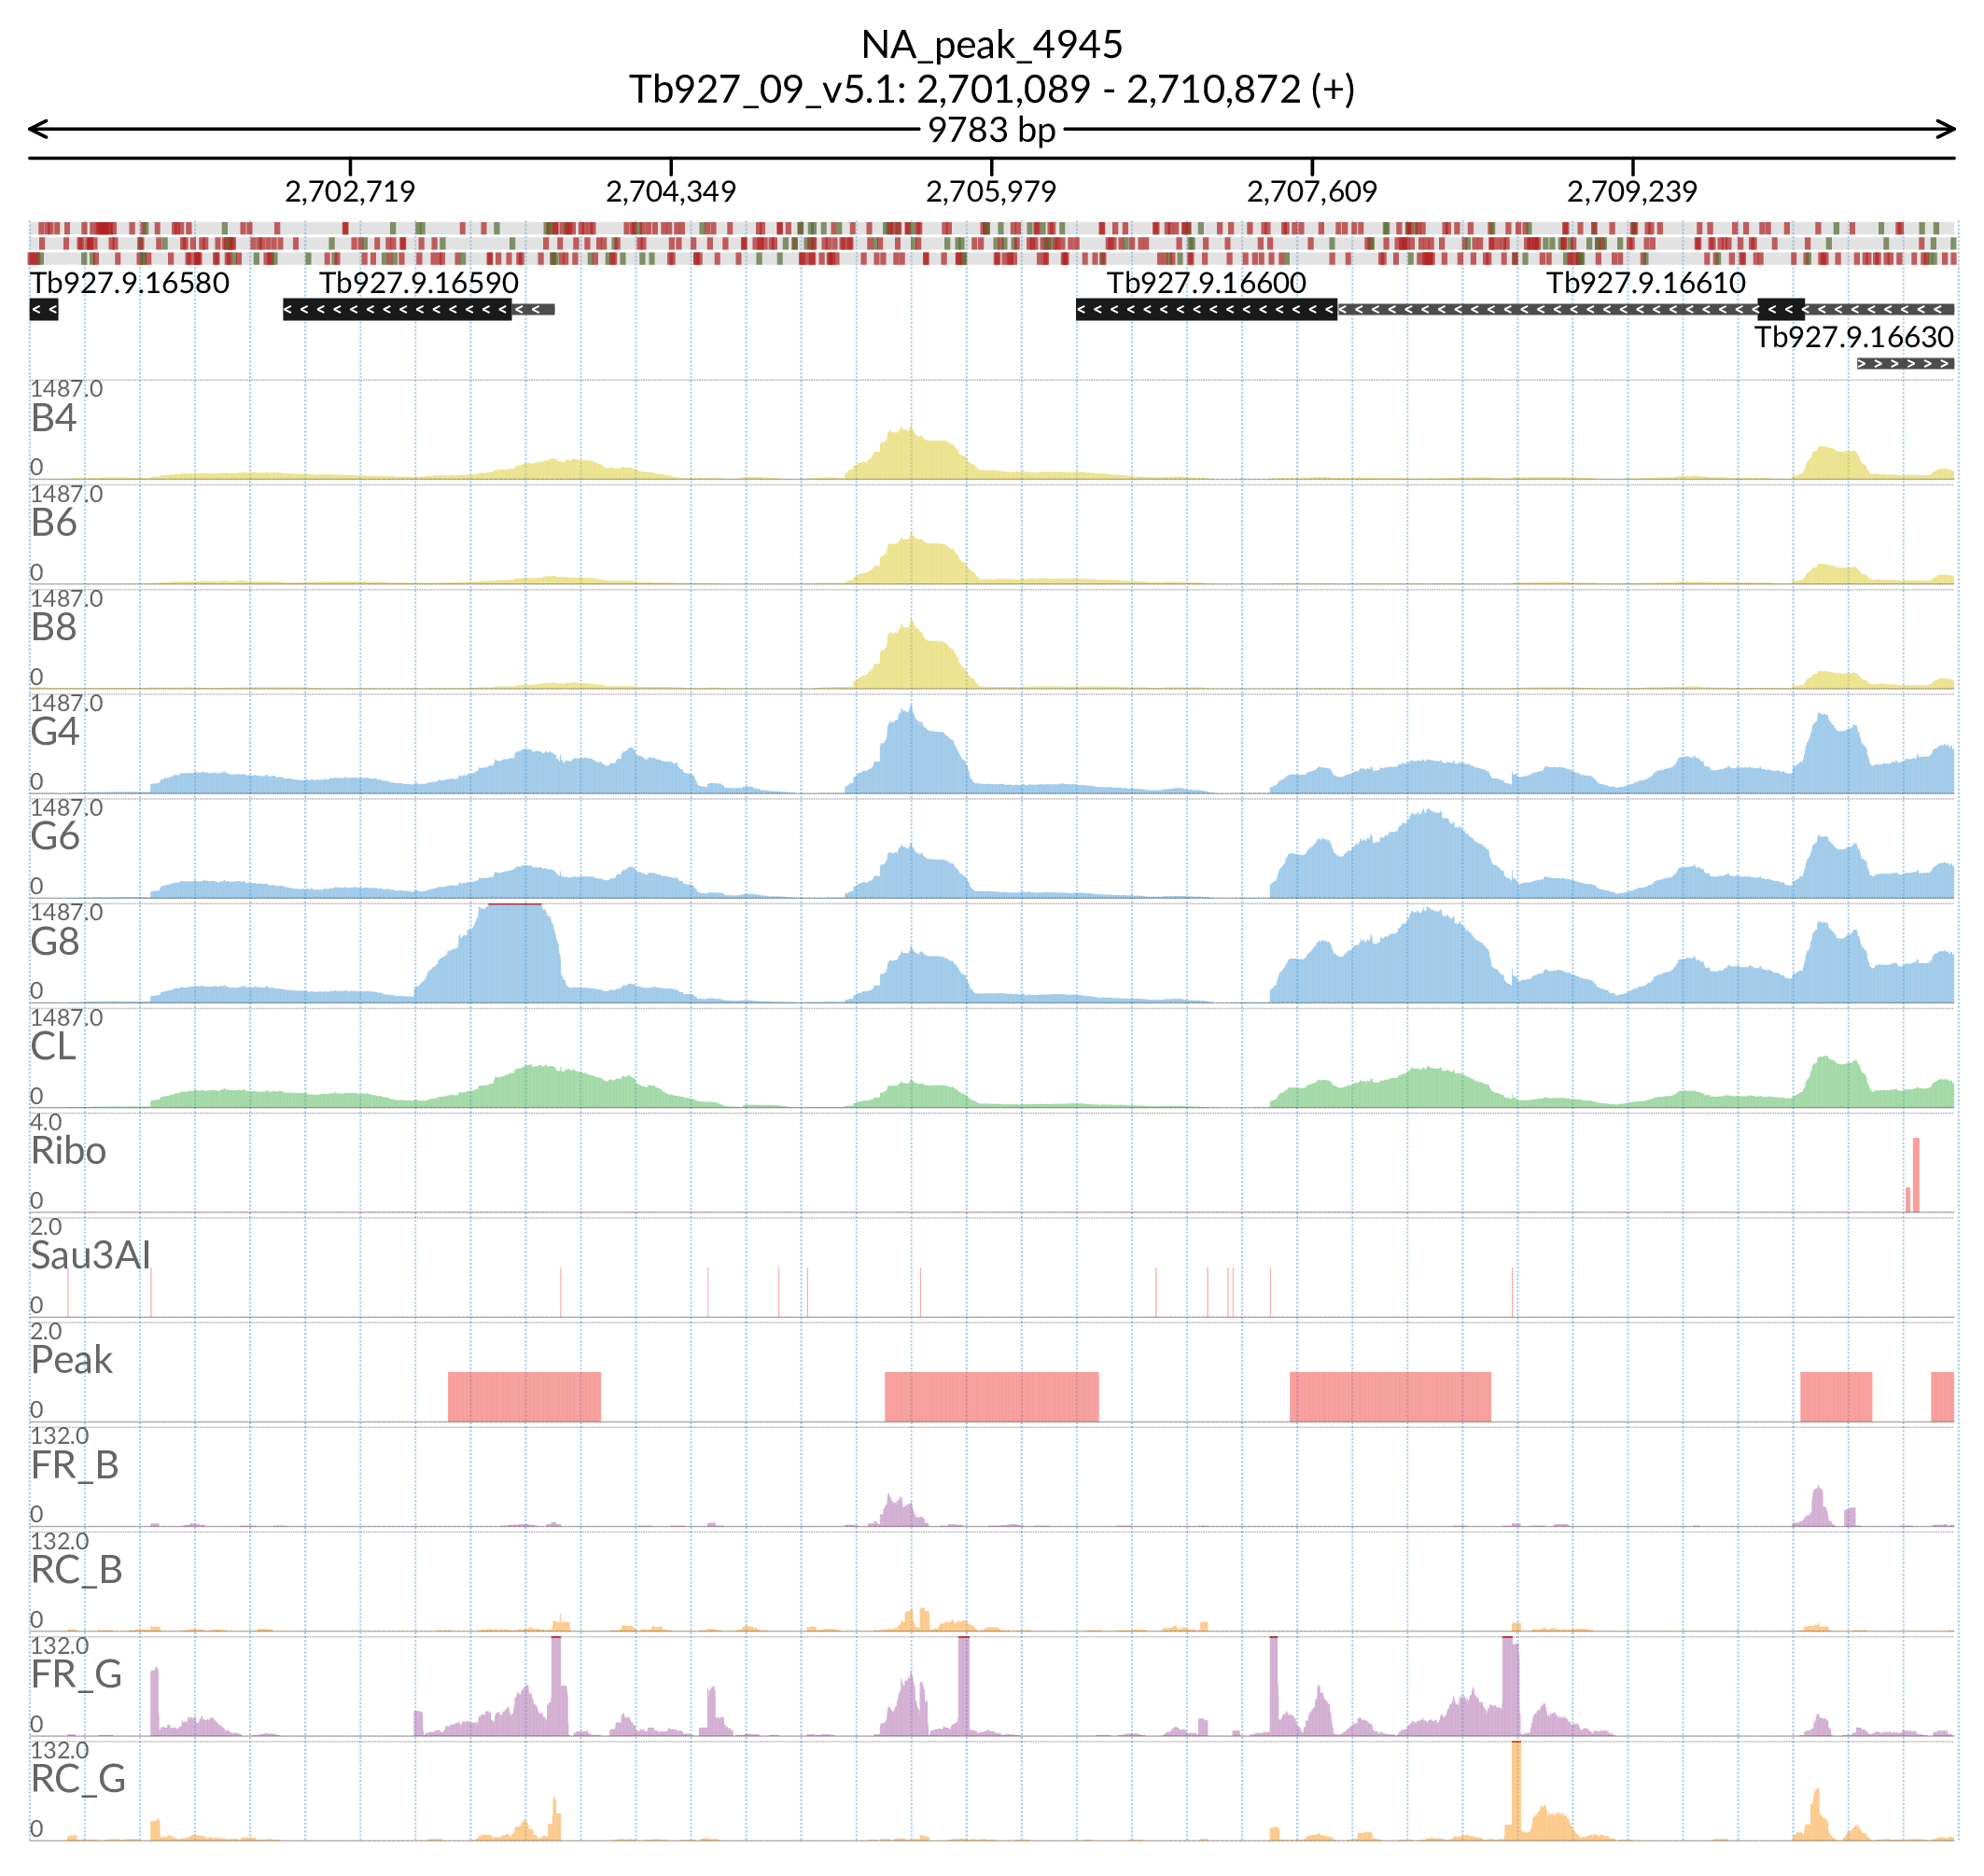 NA_peak_4945
Tb927_09_v5.1: 2,701,089 - 2,710,872 (+)
9783 bp
2,702,719 2,704,349 2,705,979 2,707,609 2,709,239
Tb927.9.16580 Tb927.9.16590 Tb927.9.16600 Tb927.9.16610
Tb927.9.16630
1487.0
B4
0
1487.0
B6
0
1487.0
B8
0
1487.0
G4
0
1487.0
G6
0
1487.0
G8
0
1487.0
CL
0
4.0
Ribo
0
2.0
Sau3AI
0
2.0
Peak
0
132.0
FR_B
0
132.0
RC_B
0
132.0
FR_G
0
132.0
RC_G
0